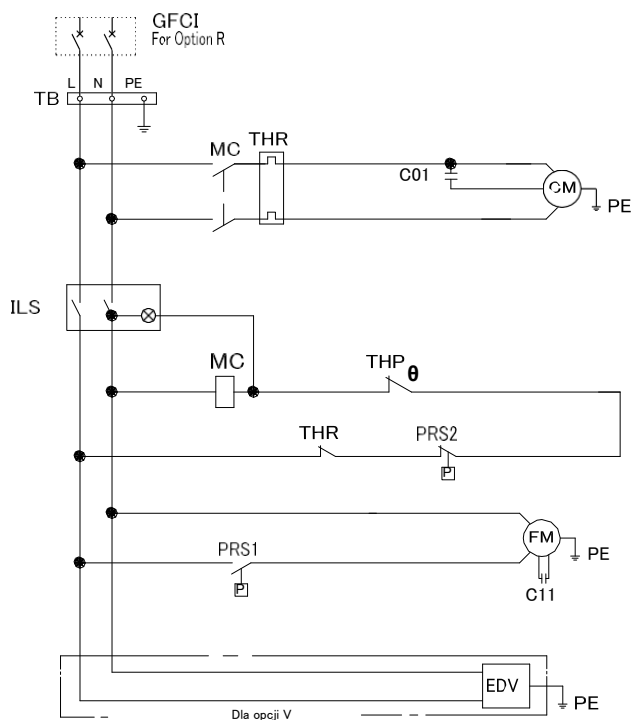 GFCI
For Option R
L N PE
TB
MC THR
C01
CM
PE
ILS
MC
THP θ
THR
PRS2
P
FM
PRS1
PE
P
C11
EDV
PE
Dla opcji V